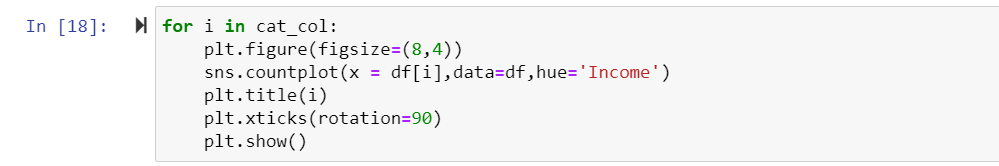 In [18]: for i in cat_col:
    plt.figure(figsize=(8,4))
    sns.countplot(x = df[i],data=df,hue='Income')
    plt.title(i)
    plt.xticks(rotation=90)
    plt.show()